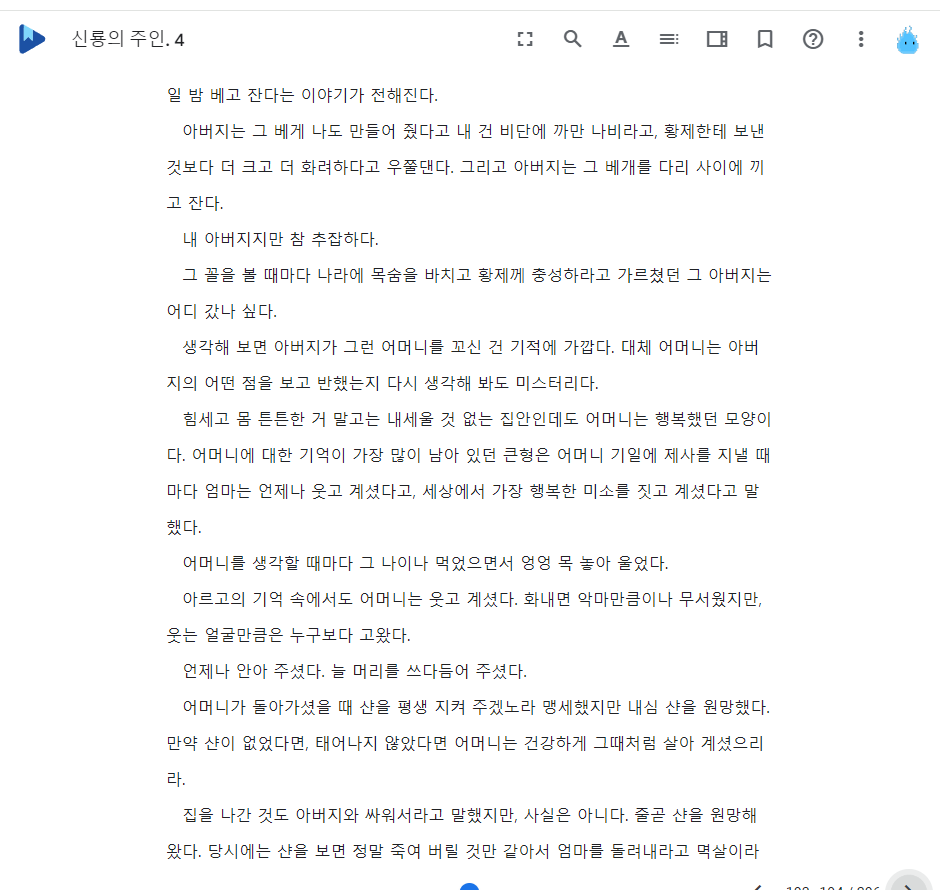 신룡의 주인. 4
일 밤 베고 잔다는 이야기가 전해진다.
아버지는 그 베게 나도 만들어 줬다고 내 건 비단에 까만 나비라고, 황제한테 보낸
것보다 더 크고 더 화려하다고 우쭐댄다. 그리고 아버지는 그 베개를 다리 사이에 끼
고 잔다.
내 아버지지만 참 추잡하다.
그 꼴을 볼 때마다 나라에 목숨을 바치고 황제께 충성하라고 가르쳤던 그 아버지는
어디 갔나 싶다.
생각해 보면 아버지가 그런 어머니를 꼬신 건 기적에 가깝다. 대체 어머니는 아버
지의 어떤 점을 보고 반했는지 다시 생각해 봐도 미스터리다.
힘세고 몸 튼튼한 거 말고는 내세울 것 없는 집안인데도 어머니는 행복했던 모양이
다. 어머니에 대한 기억이 가장 많이 남아 있던 큰형은 어머니 기일에 제사를 지낼 때
마다 엄마는 언제나 웃고 계셨다고, 세상에서 가장 행복한 미소를 짓고 계셨다고 말
했다.
어머니를 생각할 때마다 그 나이나 먹었으면서 엉엉 목 놓아 울었다.
아르고의 기억 속에서도 어머니는 웃고 계셨다. 화내면 악마만큼이나 무서웠지만,
웃는 얼굴만큼은 누구보다 고왔다.
언제나 안아 주셨다. 늘 머리를 쓰다듬어 주셨다.
어머니가 돌아가셨을 때 샨을 평생 지켜 주겠노라 맹세했지만 내심 샨을 원망했다.
만약 샨이 없었다면, 태어나지 않았다면 어머니는 건강하게 그때처럼 살아 계셨으리
라.
집을 나간 것도 아버지와 싸워서라고 말했지만, 사실은 아니다. 줄곧 샨을 원망해
왔다. 당시에는 샨을 보면 정말 죽여 버릴 것만 같아서 엄마를 돌려내라고 멱살이라